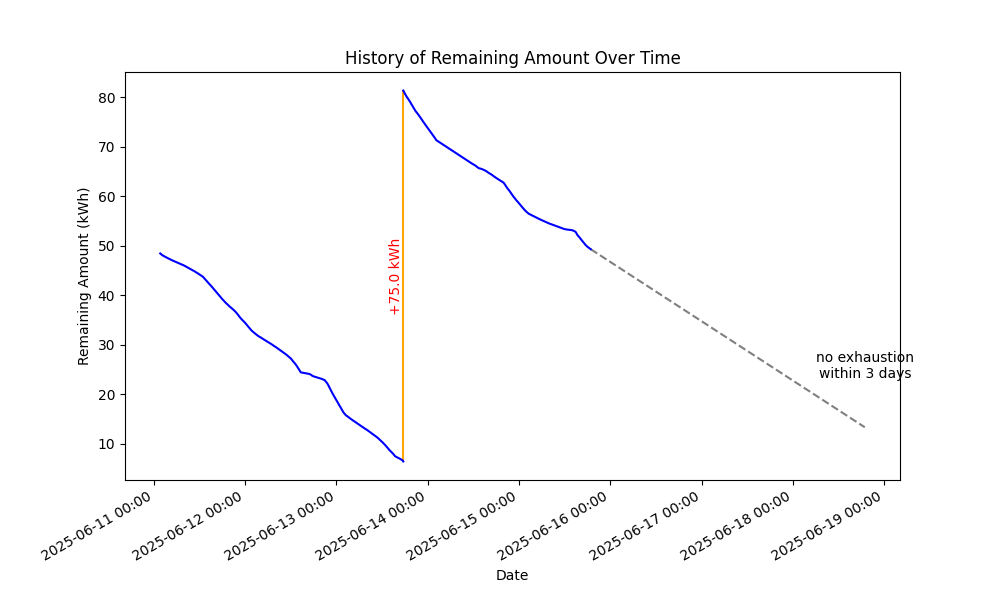 History of Remaining Amount Over Time
Remaining Amount (kWh)
80
70
60
50
40
30
20
10
+75.0 kWh
no exhaustion
within 3 days
2025-06-11 00:00
2025-06-12 00:00
2025-06-13 00:00
2025-06-14 00:00
2025-06-15 00:00
2025-06-16 00:00
2025-06-17 00:00
2025-06-18 00:00
2025-06-19 00:00
Date